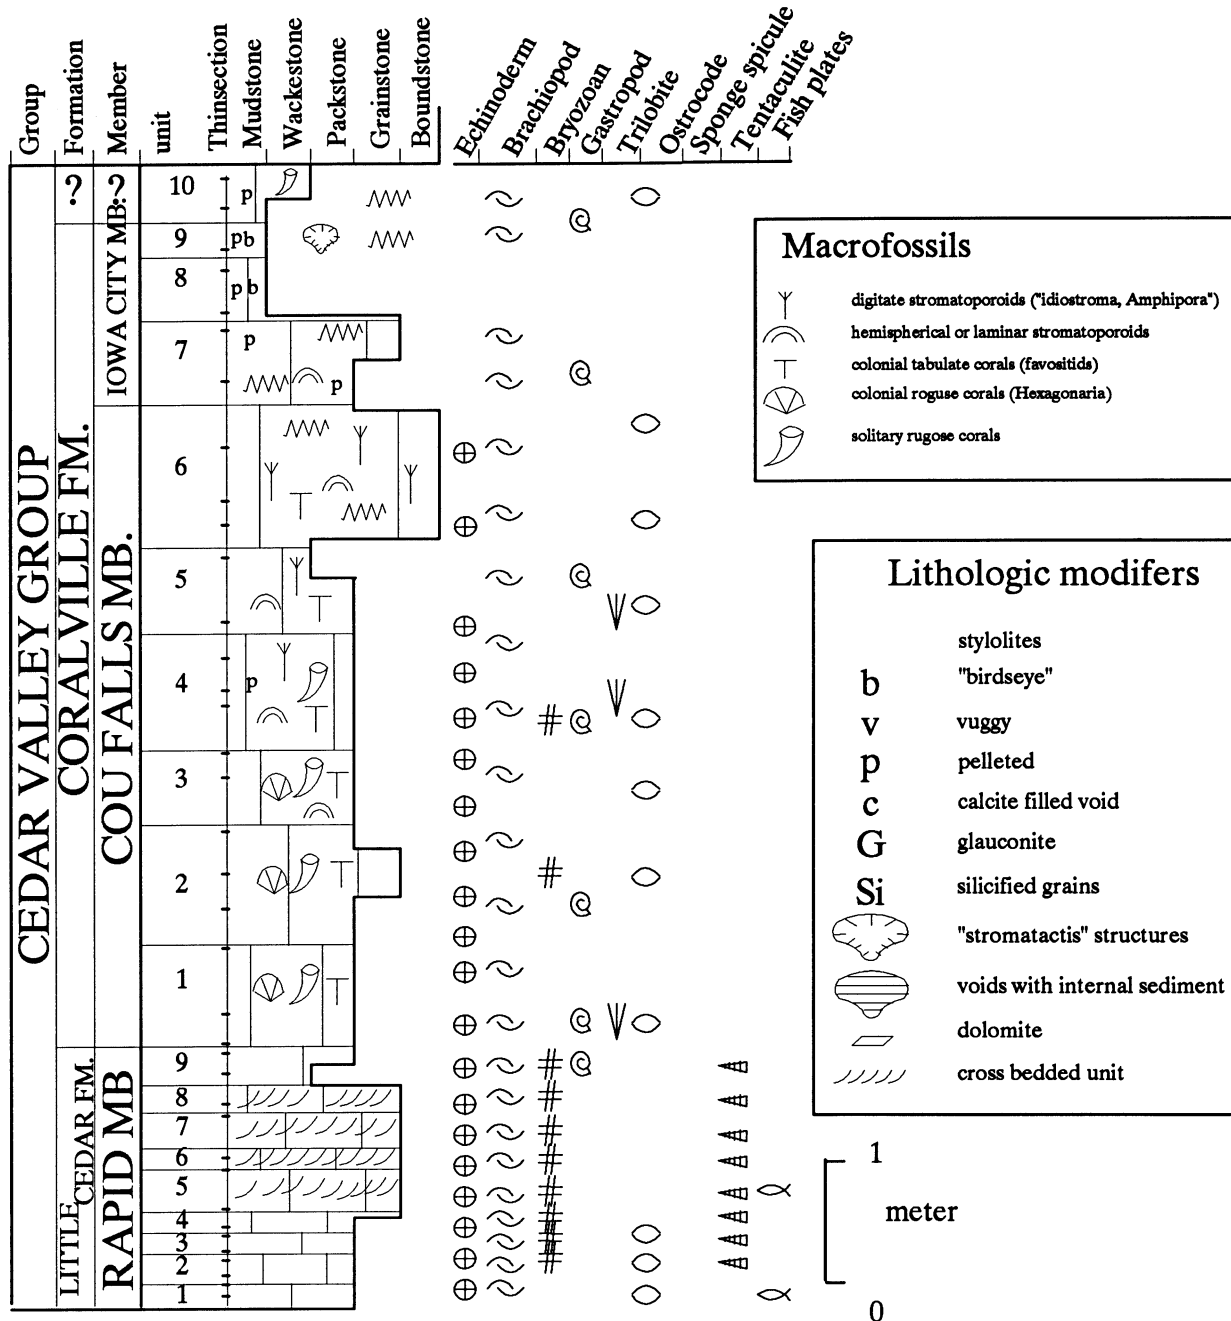 Group
Formation
Member
unit
Thinsection
Mudstone
Wackestone
Packstone
Grainstone
Boundstone
Echinoderm
Brachiopod
Bryozoan
Gastropod
Trilobite
Ostrocode
Sponge spicule
Tentaculite
Fish plates
CEDAR VALLEY GROUP
?
CORALVILLE FM.
LITTLE CEDAR FM.
?
IOWA CITY MB.
COU FALLS MB.
RAPID MB
10 p
9 pb
8 p b
7 p
p
6
5
4 p
3
2
1
9
8
7
6
5
4
3
2
1
Macrofossils
digitate stromatoporoids ("idiostroma, Amphipora")
hemispherical or laminar stromatoporoids
colonial tabulate corals (favositids)
colonial roguse corals (Hexagonaria)
solitary rugose corals
Lithologic modifers
stylolites
b "birdseye"
v vuggy
p pelleted
c calcite filled void
G glauconite
Si silicified grains
"stromatactis" structures
voids with internal sediment
dolomite
cross bedded unit
1
meter
0